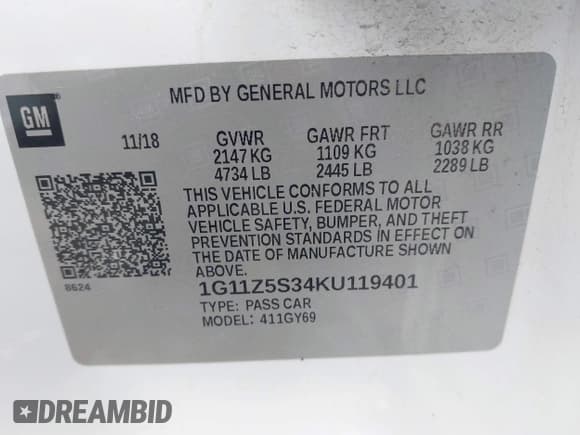 GM
MFD BY GENERAL MOTORS LLC
11/18 GVWR GAWR FRT GAWR RR
2147 KG 1109 KG 1038 KG
4734 LB 2445 LB 2289 LB
THIS VEHICLE CONFORMS TO ALL
APPLICABLE U.S. FEDERAL MOTOR
VEHICLE SAFETY, BUMPER, AND THEFT
PREVENTION STANDARDS IN EFFECT ON
THE DATE OF MANUFACTURE SHOWN
ABOVE.
8624
1G11Z5S34KU119401
TYPE: PASS CAR
MODEL: 411GY69
DREAMBID